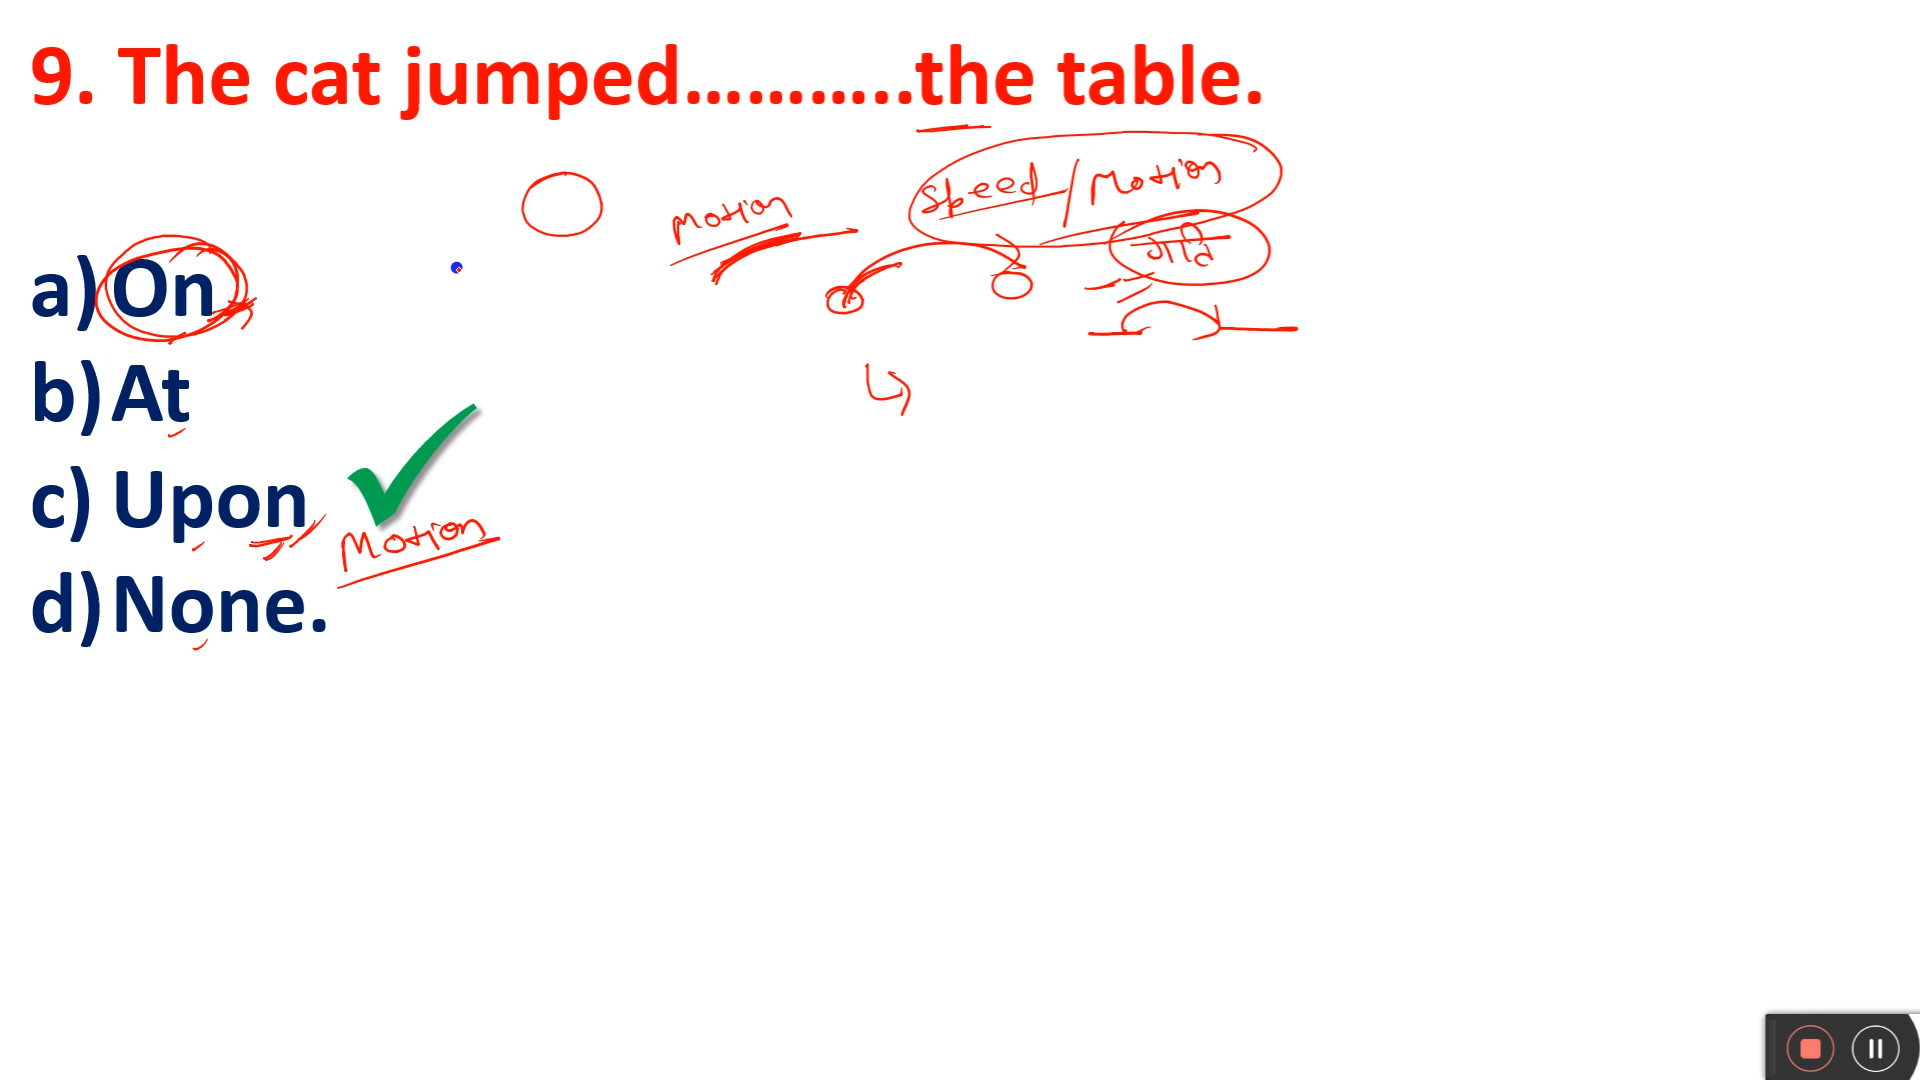 9. The cat jumped...........the table.
Speed / Motion
Motion
गति
a) On
b) At
c) Upon
Motion
d) None.